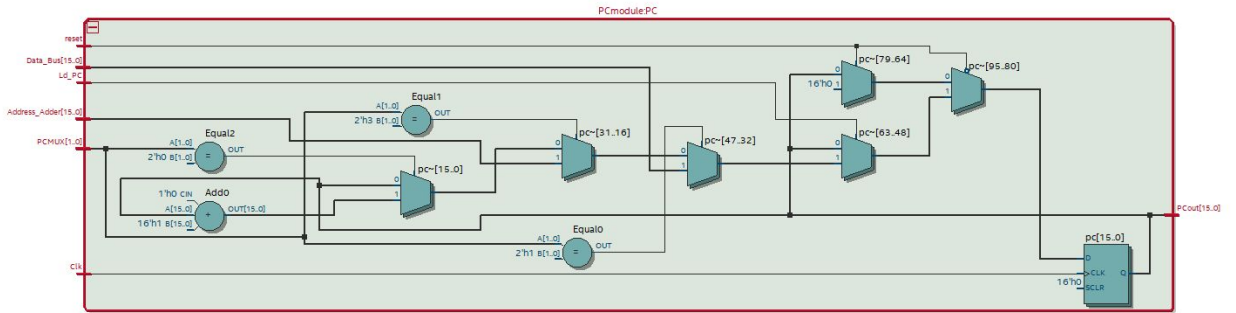 PCmodule:PC
reset
Data_Bus[15..0]
Ld_PC
Address_Adder[15..0]
PCMUX[1..0]
Clk
Equal2
A[1..0]
2'h0 B[1..0]
=
OUT
Add0
1'h0 CIN
A[15..0]
16'h1 B[15..0]
+
OUT[15..0]
Equal1
A[1..0]
2'h3 B[1..0]
=
OUT
pc~[15..0]
0
1
pc~[31..16]
0
1
Equal0
A[1..0]
2'h1 B[1..0]
=
OUT
pc~[47..32]
0
1
pc~[79..64]
0
16'h0 1
pc~[63..48]
0
1
pc~[95..80]
0
1
pc[15..0]
D
CLK
Q
16'h0 SCLR
PCout[15..0]